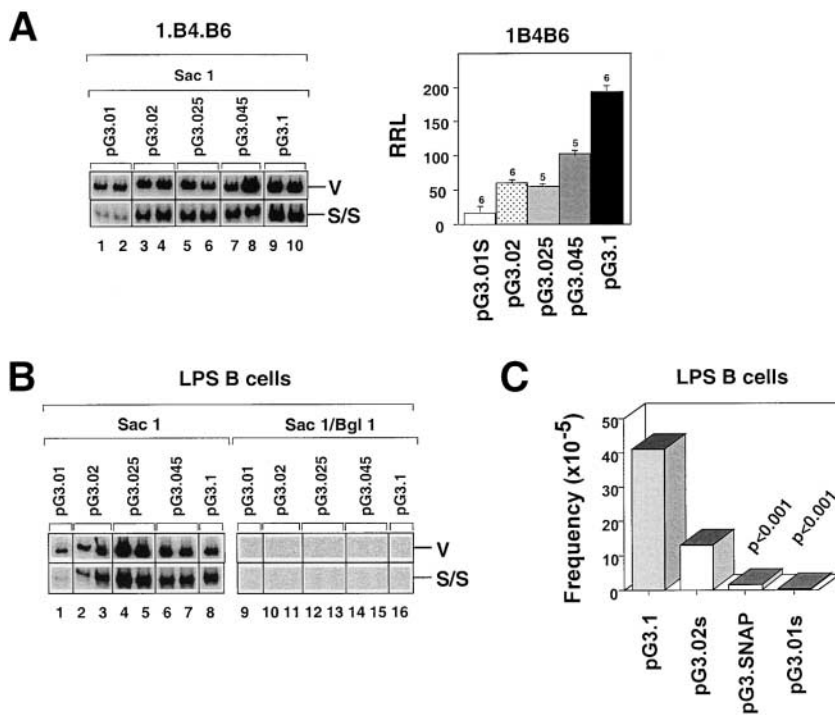 A
1.B4.B6
Sac 1
pG3.01
pG3.02
pG3.025
pG3.045
pG3.1
V
S/S
1 2 3 4 5 6 7 8 9 10
1B4B6
RRL
200
150
100
50
0
6
6
5
5
6
pG3.01S
pG3.02
pG3.025
pG3.045
pG3.1
B
LPS B cells
Sac 1
Sac 1/Bgl 1
pG3.01
pG3.02
pG3.025
pG3.045
pG3.1
pG3.01
pG3.02
pG3.025
pG3.045
pG3.1
V
S/S
1 2 3 4 5 6 7 8 9 10 11 12 13 14 15 16
C
LPS B cells
Frequency (x10-5)
50
40
30
20
10
0
p<0.001
p<0.001
pG3.1
pG3.02s
pG3.SNAP
pG3.01s